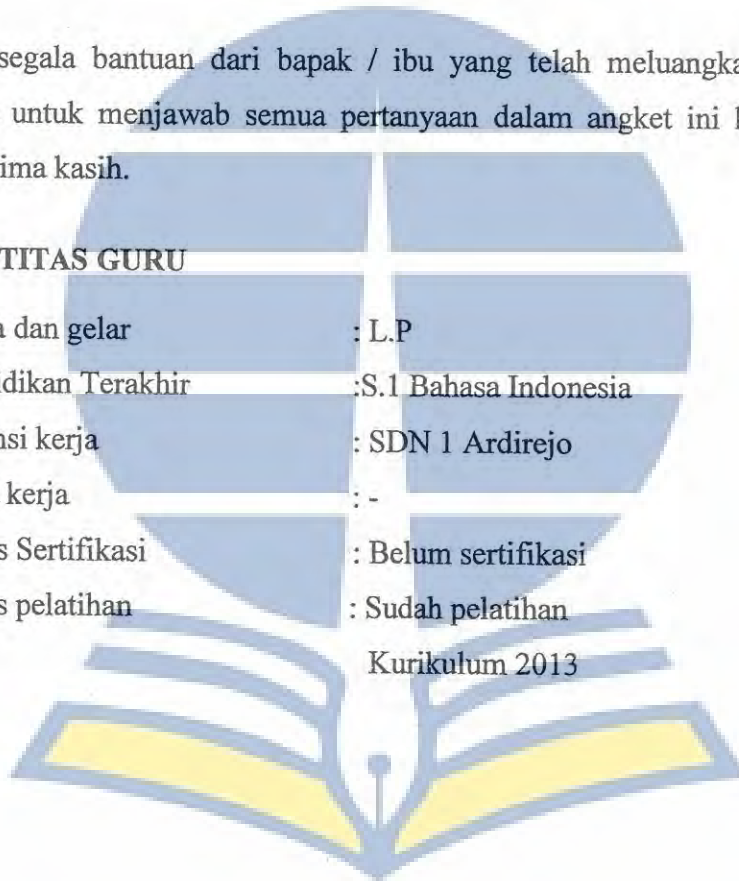 segala bantuan dari bapak / ibu yang telah meluangka
untuk menjawab semua pertanyaan dalam angket ini
ima kasih.
TITAS GURU
dan gelar : L.P
didikan Terakhir :S.1 Bahasa Indonesia
nsi kerja : SDN 1 Ardirejo
kerja : -
s Sertifikasi : Belum sertifikasi
s pelatihan : Sudah pelatihan
Kurikulum 2013